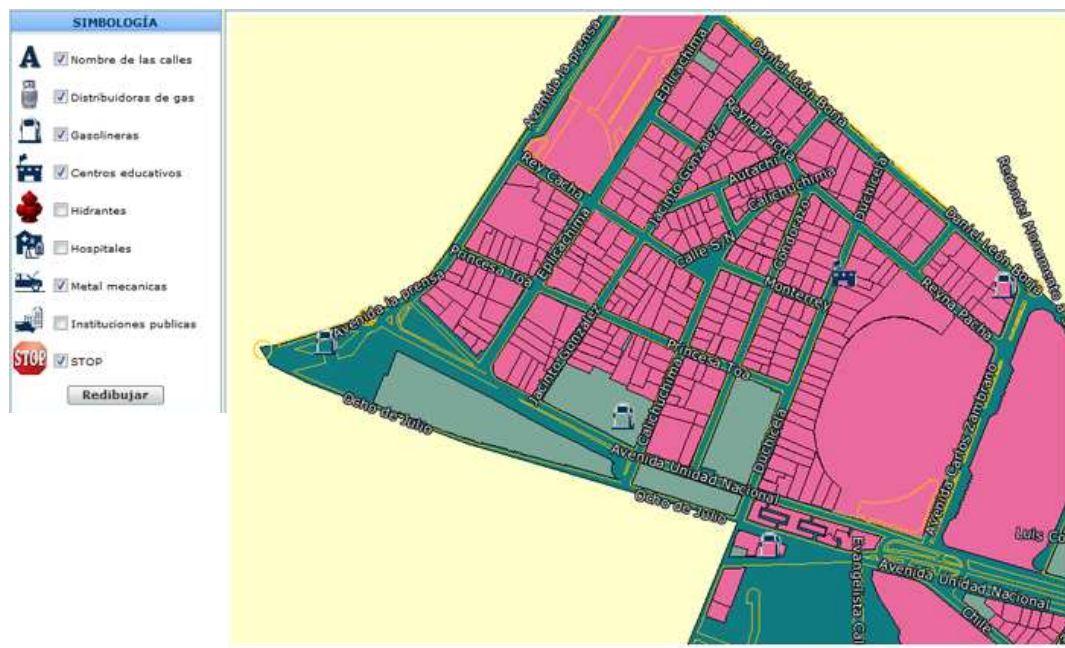 SIMBOLOGÍA
Nombre de las calles
Distribuidoras de gas
Gasolineras
Centros educativos
Hidrantes
Hospitales
Metal mecanicas
Instituciones publicas
STOP
STOP
Redibujar
Avenida la prensa
Eplicachima
Daniel León Borja
Reyna Pacha
Rey Cacha
Jacinto Gonzalez
Autachi
Calichuchima
Duchicela
Redondel Monumento a
Calle S/N
Condorazo
Eplicachima
Daniel León Borja
Princesa Toa
Monterrey
Reyna Pacha
Avenida la prensa
Jacinto Gonzalez
Princesa Toa
Calichuchima
Ocho de Julio
Duchicela
Avenida Carlos Zambrano
Avenida Unidad Nacional
Ocho de Julio
Luis Co
Evangelista Cal
Avenida Unidad Nacional
Chile